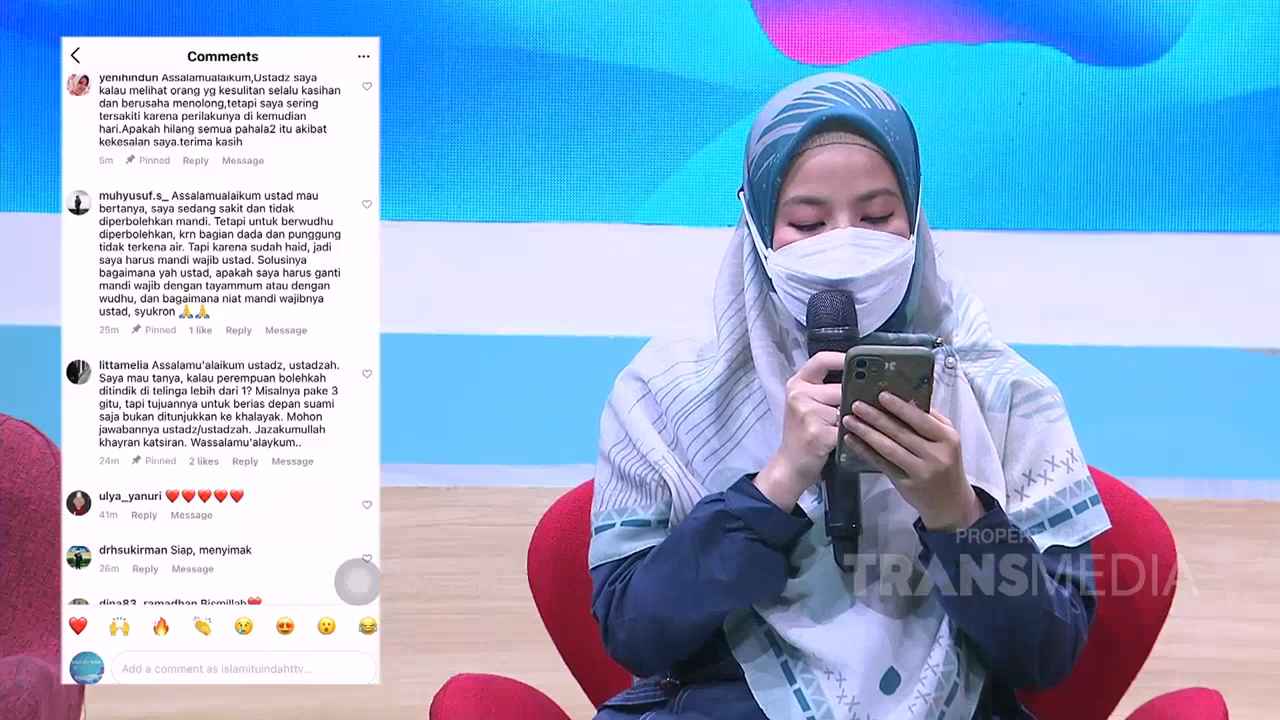 Comments
yenihindun Assalamualaikum,Ustadz saya
kalau melihat orang yg kesulitan selalu kasihan
dan berusaha menolong,tetapi saya sering
tersakiti karena perilakunya di kemudian
hari.Apakah hilang semua pahala2 itu akibat
kekesalan saya.terima kasih
5m Pinned Reply Message
muhyusuf.s_ Assalamualaikum ustad mau
bertanya, saya sedang sakit dan tidak
diperbolehkan mandi. Tetapi untuk berwudhu
diperbolehkan, krn bagian dada dan punggung
tidak terkena air. Tapi karena sudah haid, jadi
saya harus mandi wajib ustad. Solusinya
bagaimana yah ustad, apakah saya harus ganti
mandi wajib dengan tayammum atau dengan
wudhu, dan bagaimana niat mandi wajibnya
ustad, syukron 🙏🙏
25m Pinned 1 like Reply Message
littamelia Assalamu'alaikum ustadz, ustadzah.
Saya mau tanya, kalau perempuan bolehkah
ditindik di telinga lebih dari 1? Misalnya pake 3
gitu, tapi tujuannya untuk berias depan suami
saja bukan ditunjukkan ke khalayak. Mohon
jawabannya ustadz/ustadzah. Jazakumullah
khayran katsiran. Wassalamu'alaykum..
24m Pinned 2 likes Reply Message
ulya_yanuri ❤️❤️❤️❤️❤️
41m Reply Message
drhsukirman Siap, menyimak
26m Reply Message
dina83_ramadhan Bismillah❤️
Add a comment as islamituindahttv...
PROPERTY O
TRANSMEDIA